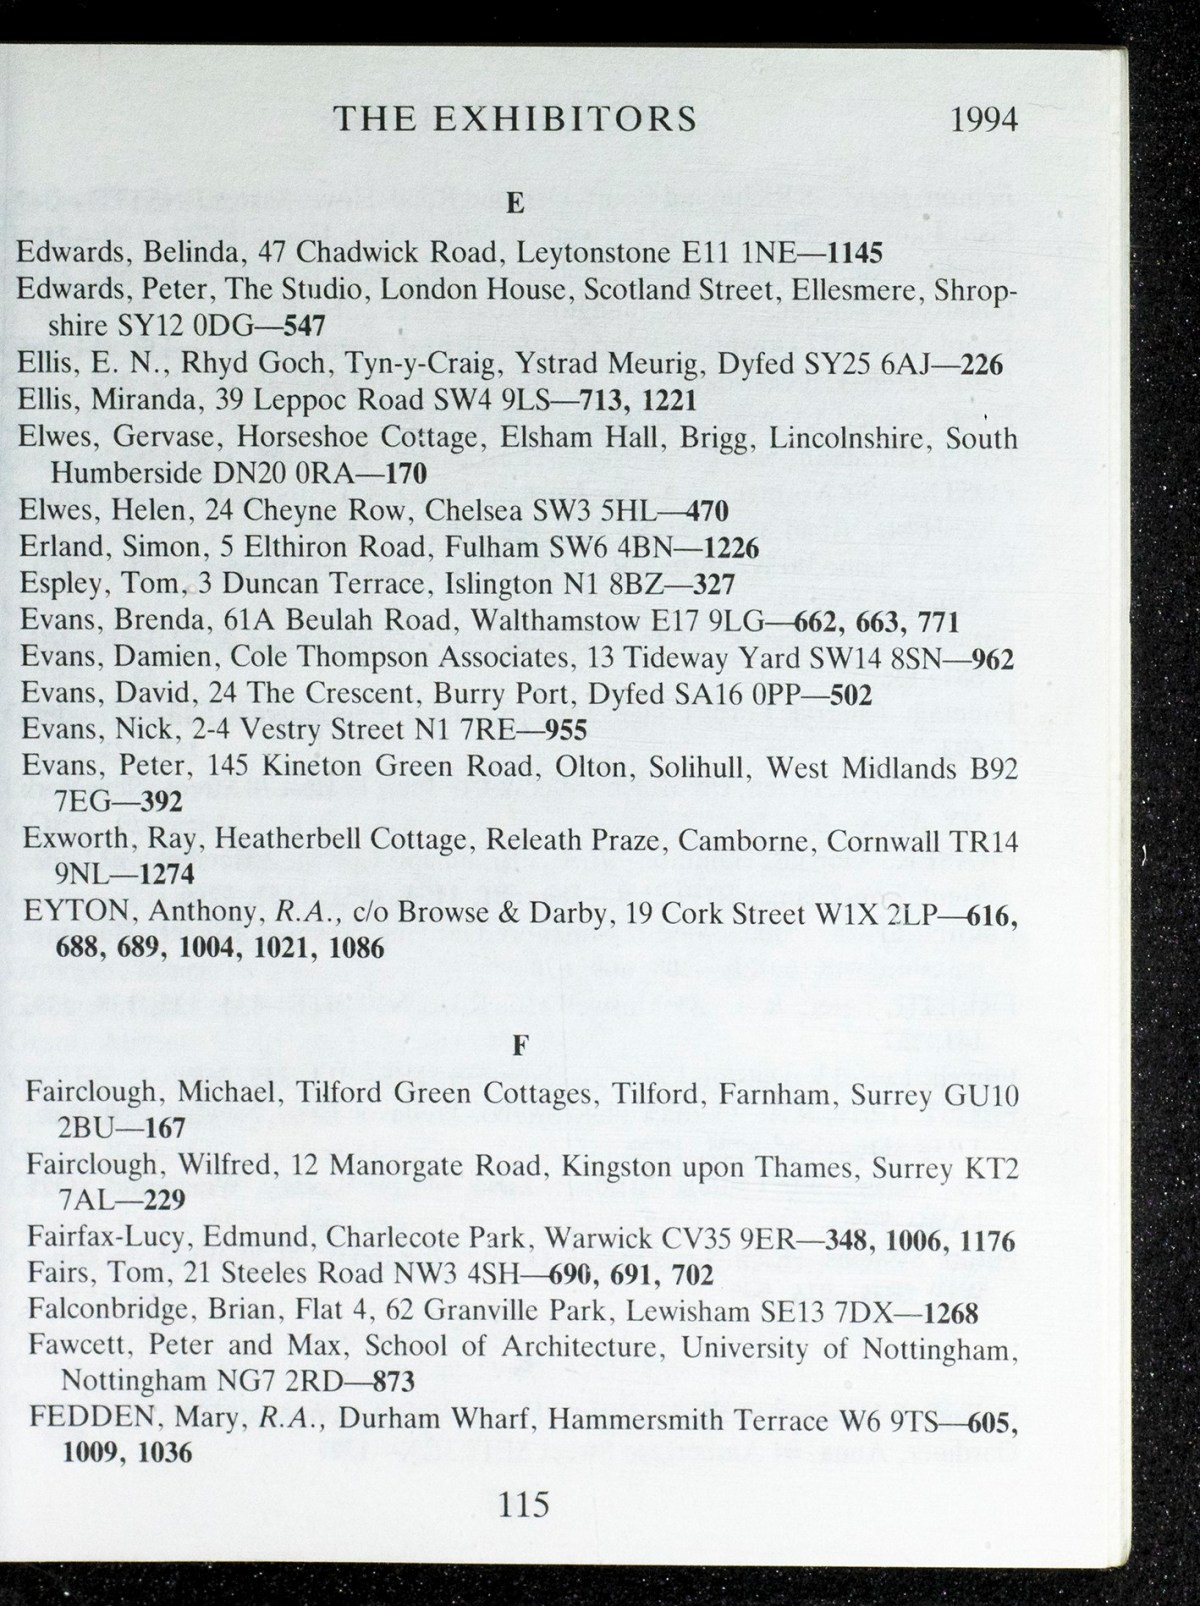 THE EXHIBITORS 1994
E
Edwards, Belinda, 47 Chadwick Road, Leytonstone E11 1NE—1145
Edwards, Peter, The Studio, London House, Scotland Street, Ellesmere, Shrop-
shire SY12 0DG—547
Ellis, E. N., Rhyd Goch, Tyn-y-Craig, Ystrad Meurig, Dyfed SY25 6AJ—226
Ellis, Miranda, 39 Leppoc Road SW4 9LS—713, 1221
Elwes, Gervase, Horseshoe Cottage, Elsham Hall, Brigg, Lincolnshire, South
Humberside DN20 0RA—170
Elwes, Helen, 24 Cheyne Row, Chelsea SW3 5HL—470
Erland, Simon, 5 Elthiron Road, Fulham SW6 4BN—1226
Espley, Tom, 3 Duncan Terrace, Islington N1 8BZ—327
Evans, Brenda, 61A Beulah Road, Walthamstow E17 9LG—662, 663, 771
Evans, Damien, Cole Thompson Associates, 13 Tideway Yard SW14 8SN—962
Evans, David, 24 The Crescent, Burry Port, Dyfed SA16 0PP—502
Evans, Nick, 2-4 Vestry Street N1 7RE—955
Evans, Peter, 145 Kineton Green Road, Olton, Solihull, West Midlands B92
7EG—392
Exworth, Ray, Heatherbell Cottage, Releath Praze, Camborne, Cornwall TR14
9NL—1274
EYTON, Anthony, R.A., c/o Browse & Darby, 19 Cork Street W1X 2LP—616,
688, 689, 1004, 1021, 1086
F
Fairclough, Michael, Tilford Green Cottages, Tilford, Farnham, Surrey GU10
2BU—167
Fairclough, Wilfred, 12 Manorgate Road, Kingston upon Thames, Surrey KT2
7AL—229
Fairfax-Lucy, Edmund, Charlecote Park, Warwick CV35 9ER—348, 1006, 1176
Fairs, Tom, 21 Steeles Road NW3 4SH—690, 691, 702
Falconbridge, Brian, Flat 4, 62 Granville Park, Lewisham SE13 7DX—1268
Fawcett, Peter and Max, School of Architecture, University of Nottingham,
Nottingham NG7 2RD—873
FEDDEN, Mary, R.A., Durham Wharf, Hammersmith Terrace W6 9TS—605,
1009, 1036
115